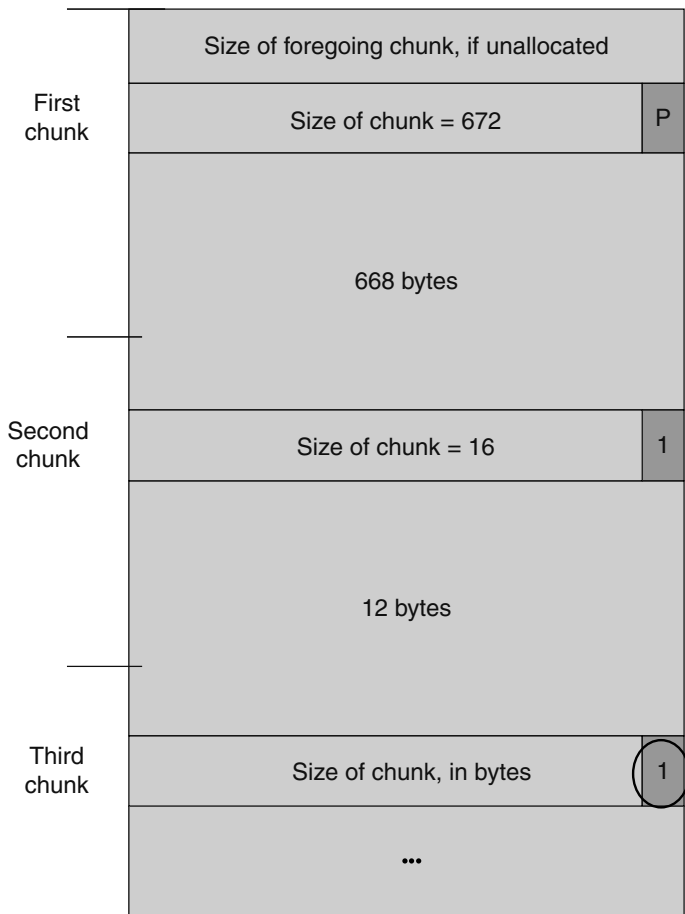 Size of foregoing chunk, if unallocated
First
chunk
Size of chunk = 672
P
668 bytes
Second
chunk
Size of chunk = 16
1
12 bytes
Third
chunk
Size of chunk, in bytes
1
...